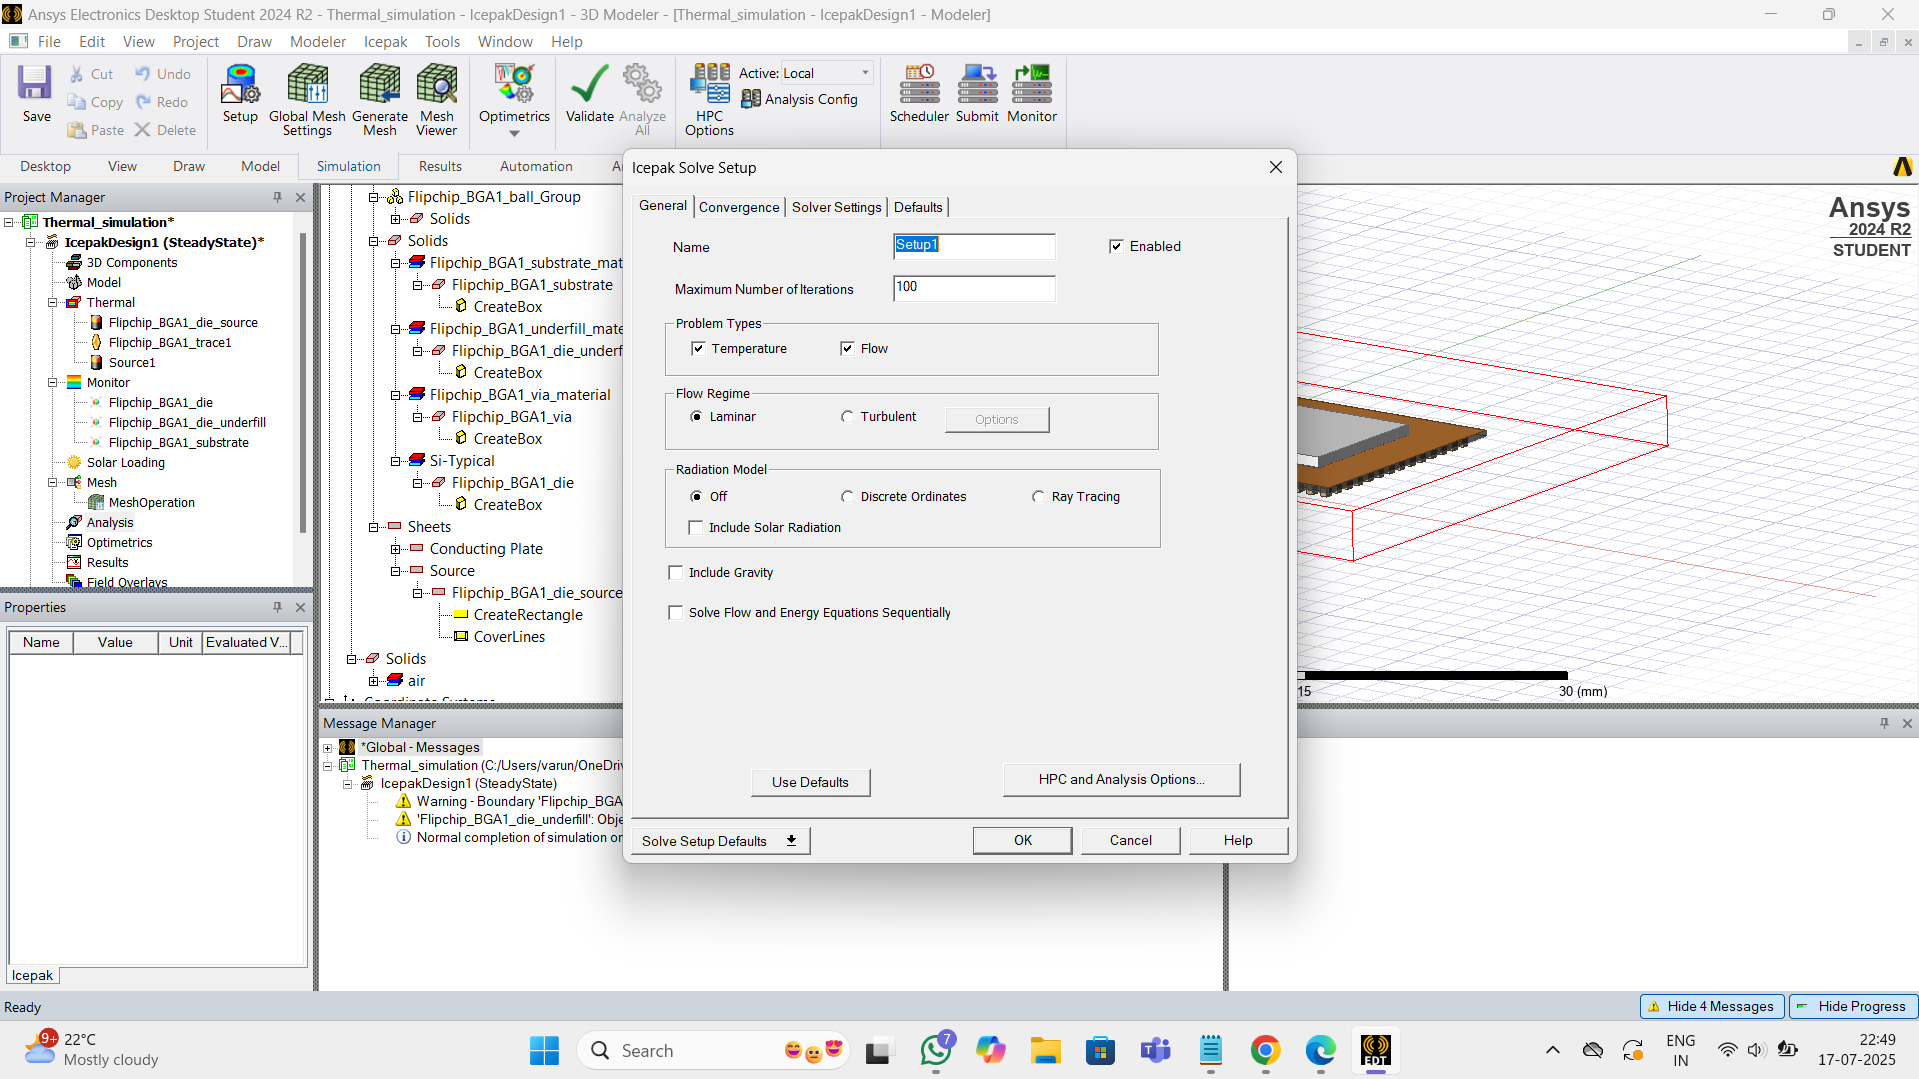 Ansys Electronics Desktop Student 2024 R2 - Thermal_simulation - IcepakDesign1 - 3D Modeler - [Thermal_simulation - IcepakDesign1 - Modeler]
File Edit View Project Draw Modeler Icepak Tools Window Help
Save
Cut
Copy
Paste
Undo
Redo
Delete
Setup
Global Mesh
Settings
Generate
Mesh
Mesh
Viewer
Optimetrics
Validate
Analyze
All
HPC
Options
Active: Local
Analysis Config
Scheduler
Submit
Monitor
Desktop View Draw Model Simulation Results Automation
Project Manager
Thermal_simulation*
IcepakDesign1 (SteadyState)*
3D Components
Model
Thermal
Flipchip_BGA1_die_source
Flipchip_BGA1_trace1
Source1
Monitor
Flipchip_BGA1_die
Flipchip_BGA1_die_underfill
Flipchip_BGA1_substrate
Solar Loading
Mesh
MeshOperation
Analysis
Optimetrics
Results
Field Overlays
Properties
Name Value Unit Evaluated V...
Icepak
Flipchip_BGA1_ball_Group
Solids
Solids
Flipchip_BGA1_substrate_mat
Flipchip_BGA1_substrate
CreateBox
Flipchip_BGA1_underfill_mate
Flipchip_BGA1_die_underf
CreateBox
Flipchip_BGA1_via_material
Flipchip_BGA1_via
CreateBox
Si-Typical
Flipchip_BGA1_die
CreateBox
Sheets
Conducting Plate
Source
Flipchip_BGA1_die_source
CreateRectangle
CoverLines
Solids
air
Icepak Solve Setup
General Convergence Solver Settings Defaults
Name Setup1 Enabled
Maximum Number of Iterations 100
Problem Types
Temperature Flow
Flow Regime
Laminar Turbulent Options
Radiation Model
Off Discrete Ordinates Ray Tracing
Include Solar Radiation
Include Gravity
Solve Flow and Energy Equations Sequentially
Use Defaults HPC and Analysis Options...
Solve Setup Defaults OK Cancel Help
Ansys
2024 R2
STUDENT
15 30 (mm)
Message Manager
*Global - Messages
Thermal_simulation (C:/Users/varun/OneDri
IcepakDesign1 (SteadyState)
Warning - Boundary 'Flipchip_BGA
'Flipchip_BGA1_die_underfill': Obje
Normal completion of simulation on
Ready
Hide 4 Messages Hide Progress
9+
22°C
Mostly cloudy
Search
7
EDT
ENG
IN
22:49
17-07-2025